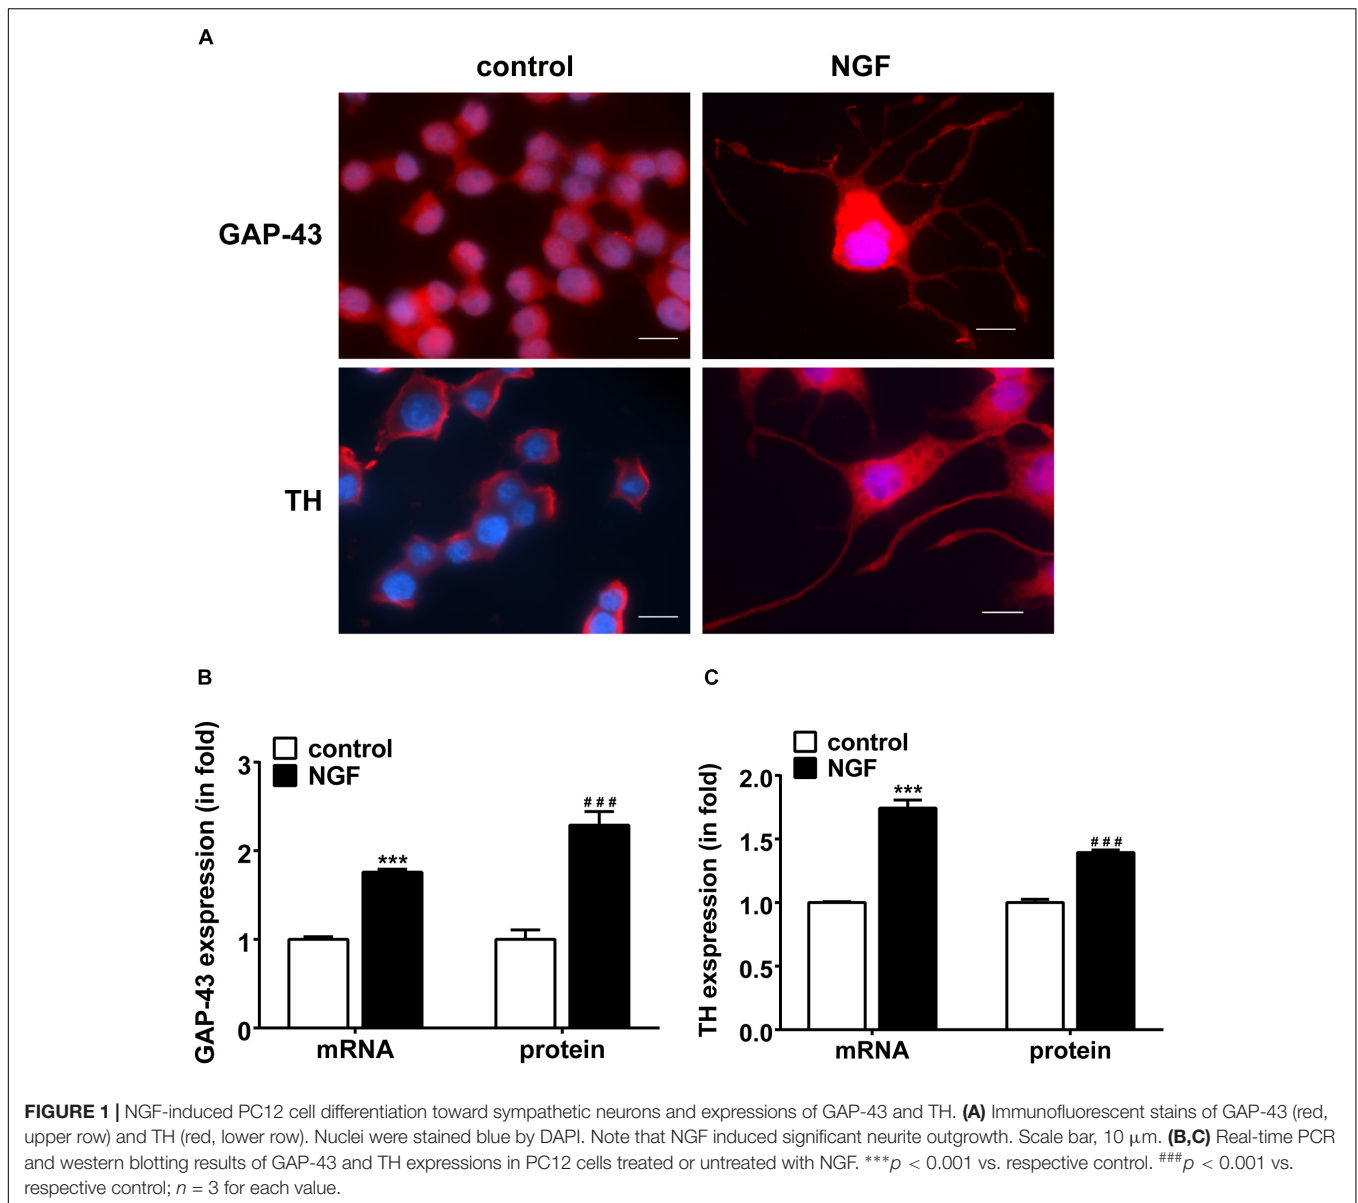 A
control NGF
GAP-43
TH
B
GAP-43 exspression (in fold)
control
NGF
3
2
1
0
***
###
mRNA protein
C
TH exspression (in fold)
control
NGF
2.0
1.5
1.0
0.5
0.0
***
###
mRNA protein
FIGURE 1 | NGF-induced PC12 cell differentiation toward sympathetic neurons and expressions of GAP-43 and TH. (A) Immunofluorescent stains of GAP-43 (red,
upper row) and TH (red, lower row). Nuclei were stained blue by DAPI. Note that NGF induced significant neurite outgrowth. Scale bar, 10 μm. (B,C) Real-time PCR
and western blotting results of GAP-43 and TH expressions in PC12 cells treated or untreated with NGF. ***p < 0.001 vs. respective control. ###p < 0.001 vs.
respective control; n = 3 for each value.